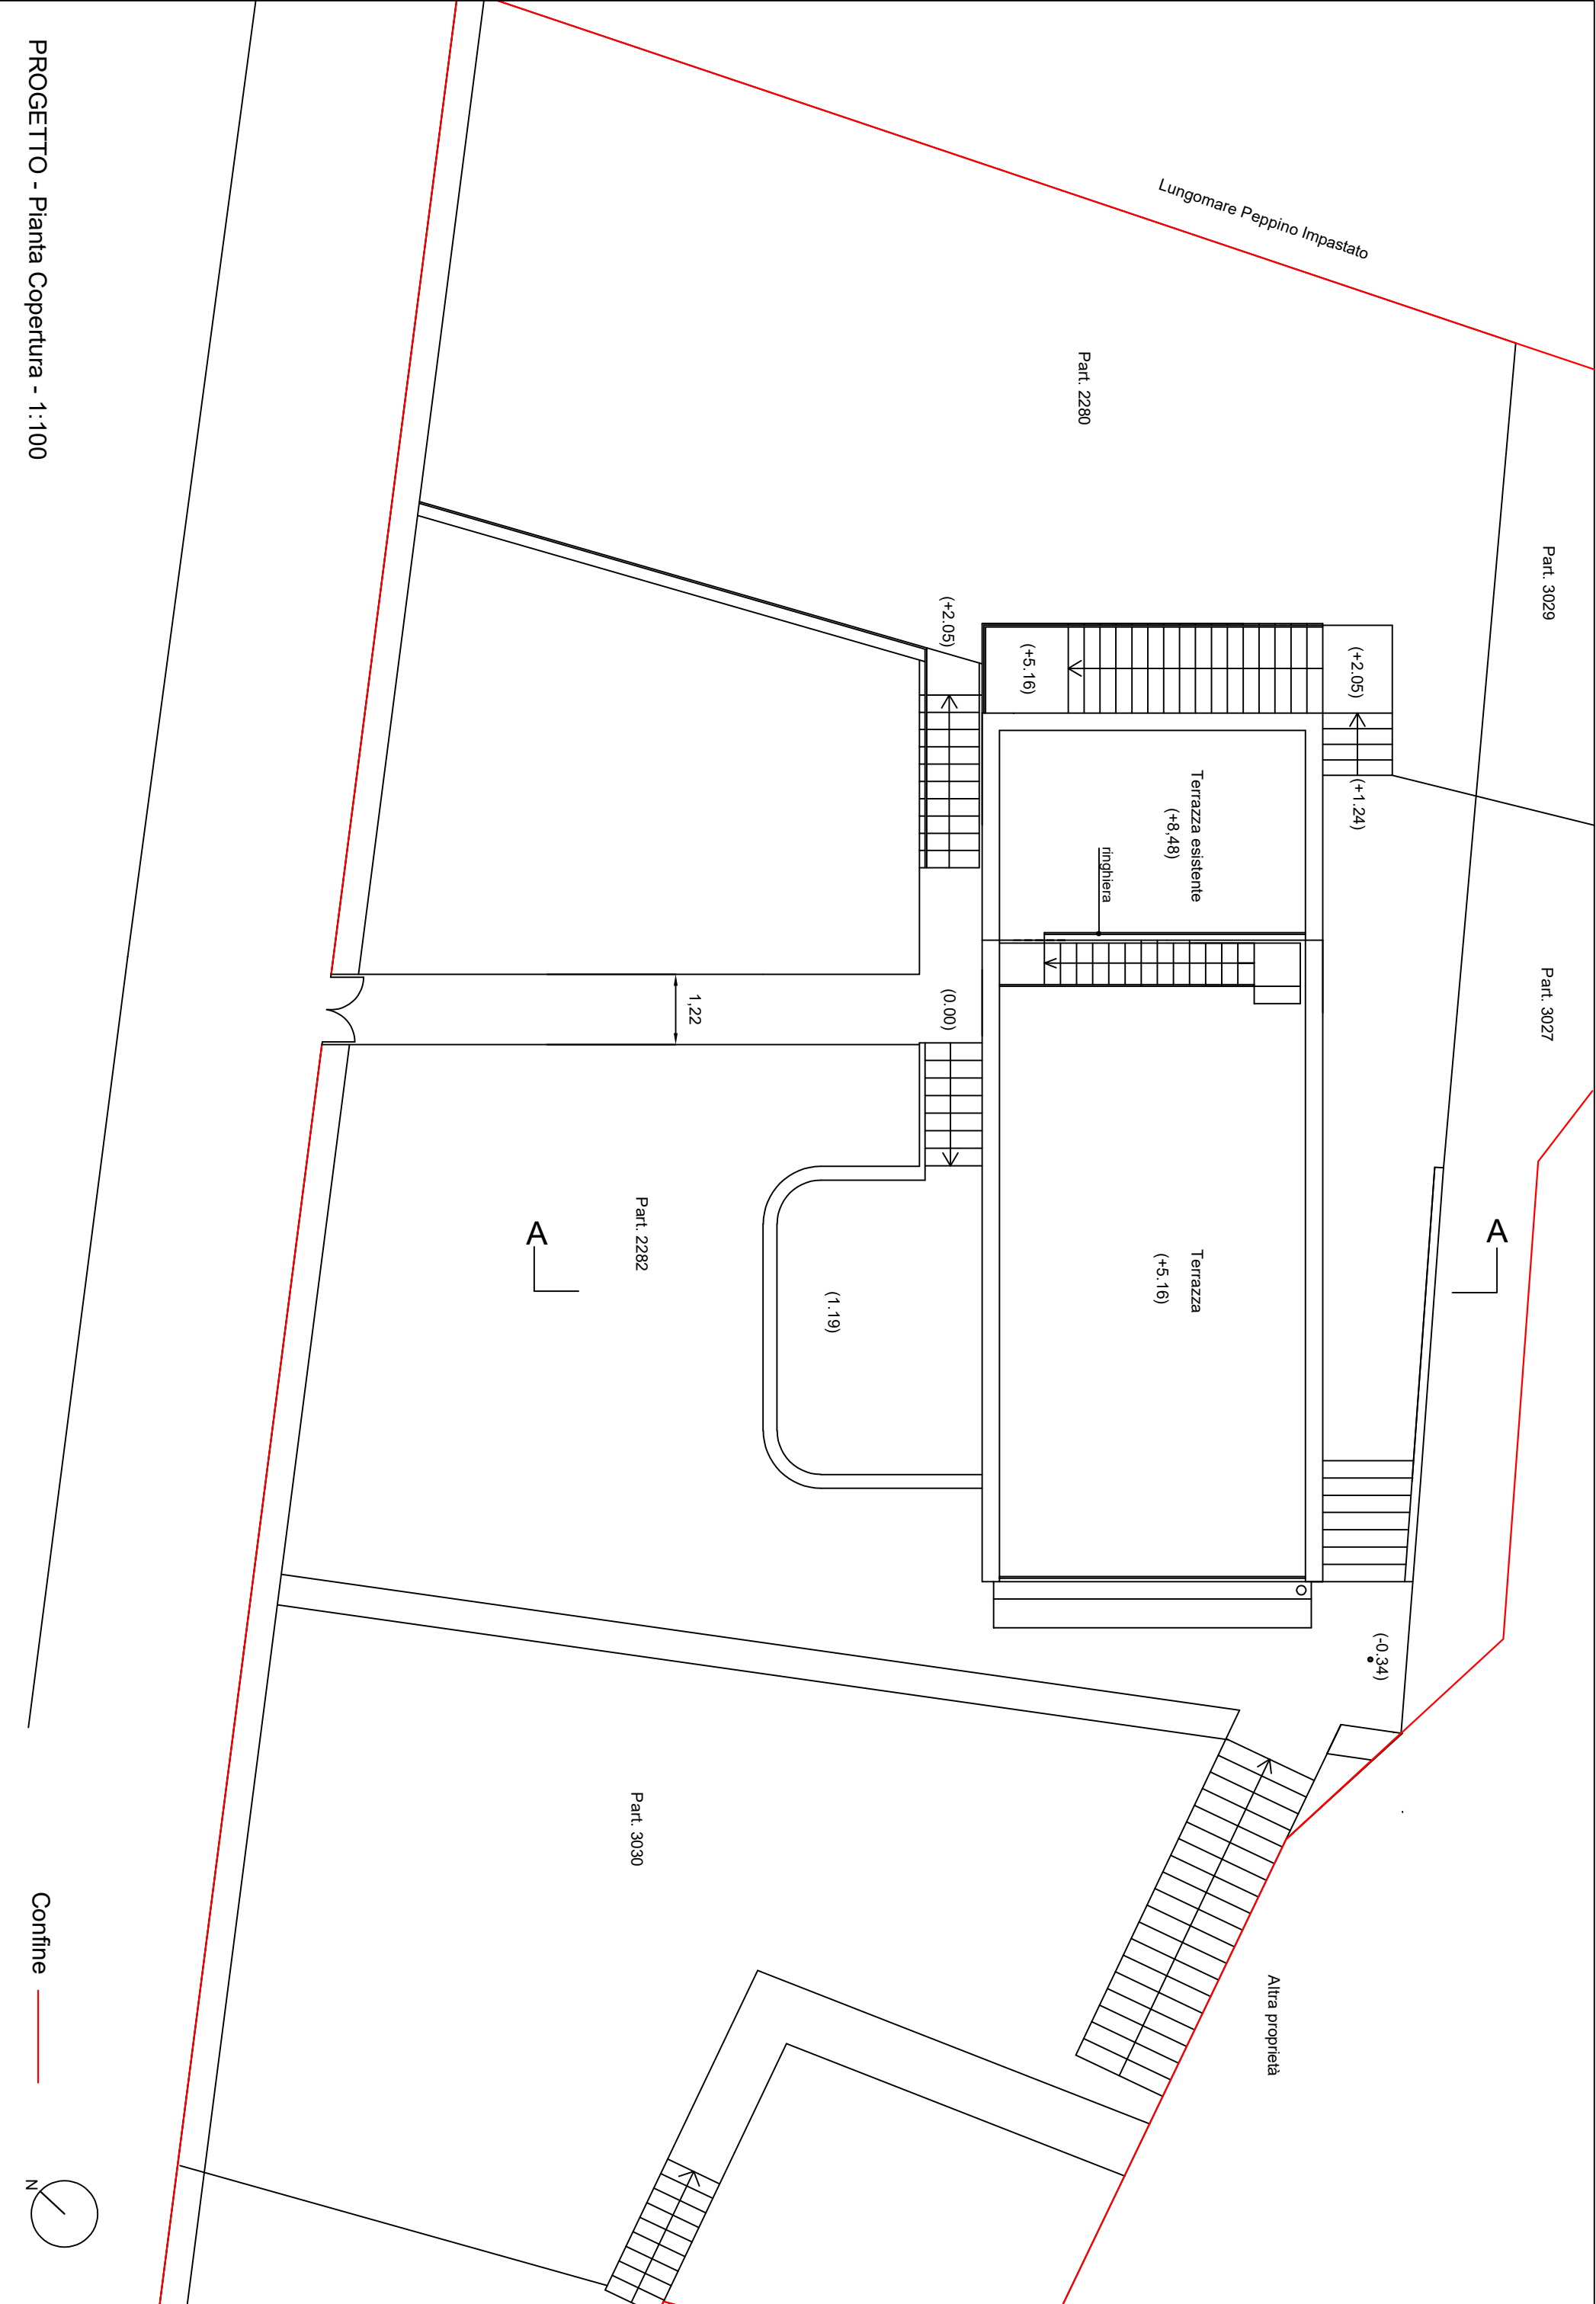 Lungomare Peppino Impastato
Part. 3029
Part. 2280
(+2.05)
(+1.24)
(+5.16)
(+2.05)
Terrazza esistente
(+8,48)
ringhiera
Part. 3027
(0.00)
1,22
A
A
Part. 2282
Terrazza
(+5.16)
(1.19)
(-0.34)
Part. 3030
Altra proprietà
PROGETTO - Pianta Copertura - 1:100
Confine
N